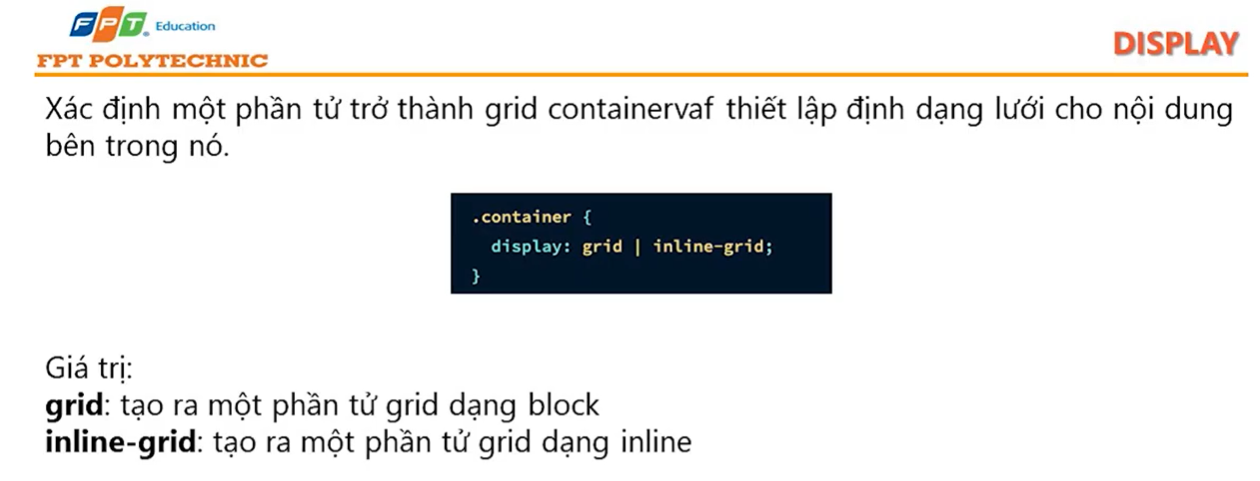 FPT Education
FPT POLYTECHNIC
DISPLAY
Xác định một phần tử trở thành grid containervaf thiết lập định dạng lưới cho nội dung
bên trong nó.
.container {
display: grid | inline-grid;
}
Giá trị:
grid: tạo ra một phần tử grid dạng block
inline-grid: tạo ra một phần tử grid dạng inline